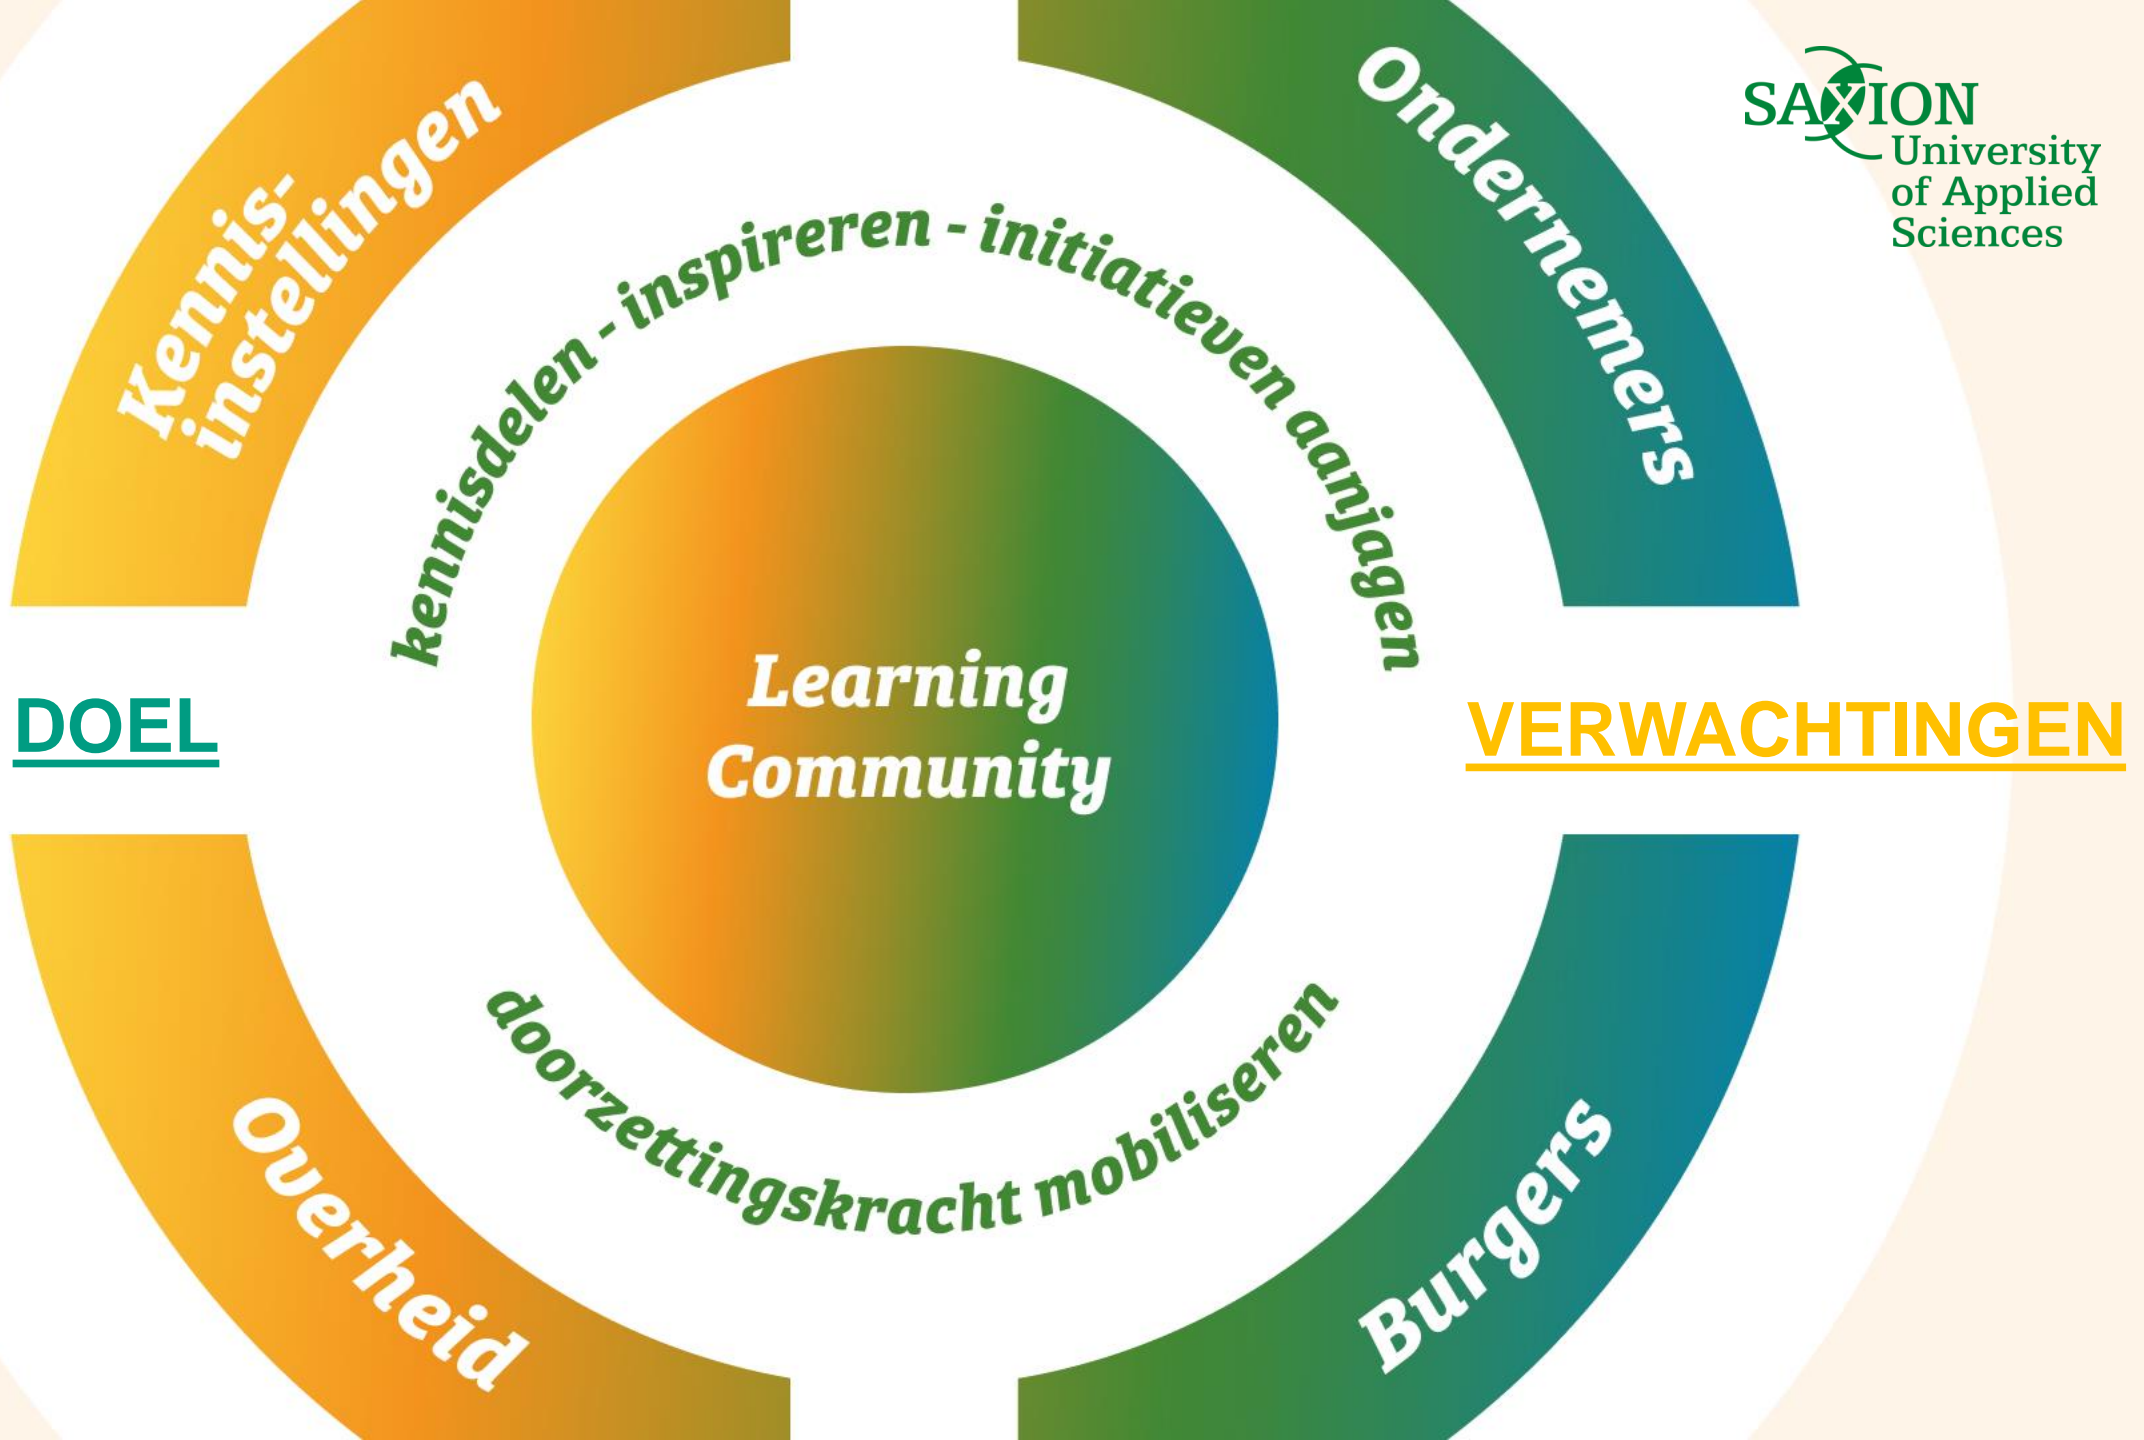 Kennis-
instellingen
Ondernemers
SAXION
University
of Applied
Sciences
kennisdelen - inspireren - initiatieven aanjagen
Learning
Community
DOEL
VERWACHTINGEN
doorzettingskracht mobiliseren
Overheid
Burgers